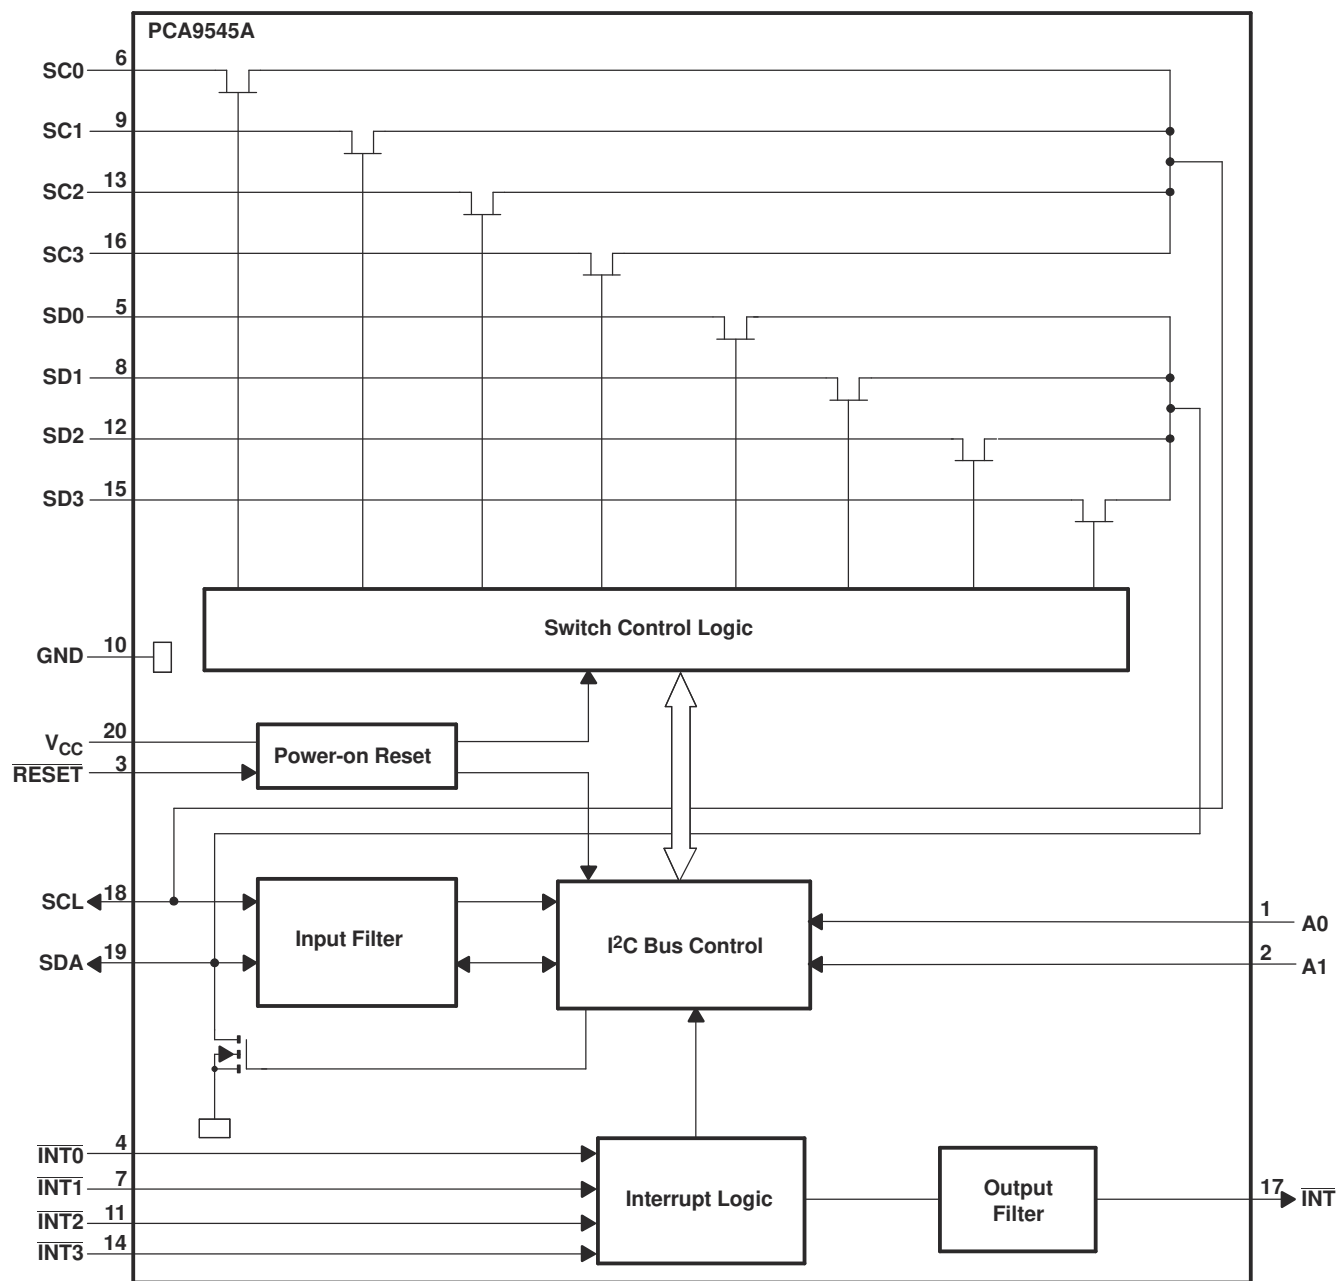 PCA9545A
SC0 6
SC1 9
SC2 13
SC3 16
SD0 5
SD1 8
SD2 12
SD3 15
Switch Control Logic
GND 10
VCC 20
RESET 3
Power-on Reset
SCL 18
SDA 19
Input Filter
I²C Bus Control
1 A0
2 A1
INT0 4
INT1 7
INT2 11
INT3 14
Interrupt Logic
Output
Filter
17 INT